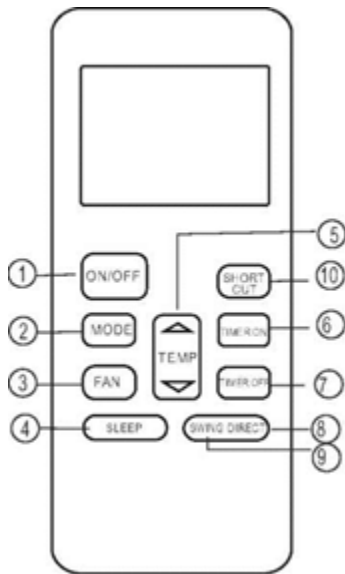 5
1
ON/OFF
SHORT
CUT
10
2
MODE
TEMP
TIMER ON
6
3
FAN
TIMER OFF
7
4
SLEEP
SWING DIRECT
8
9